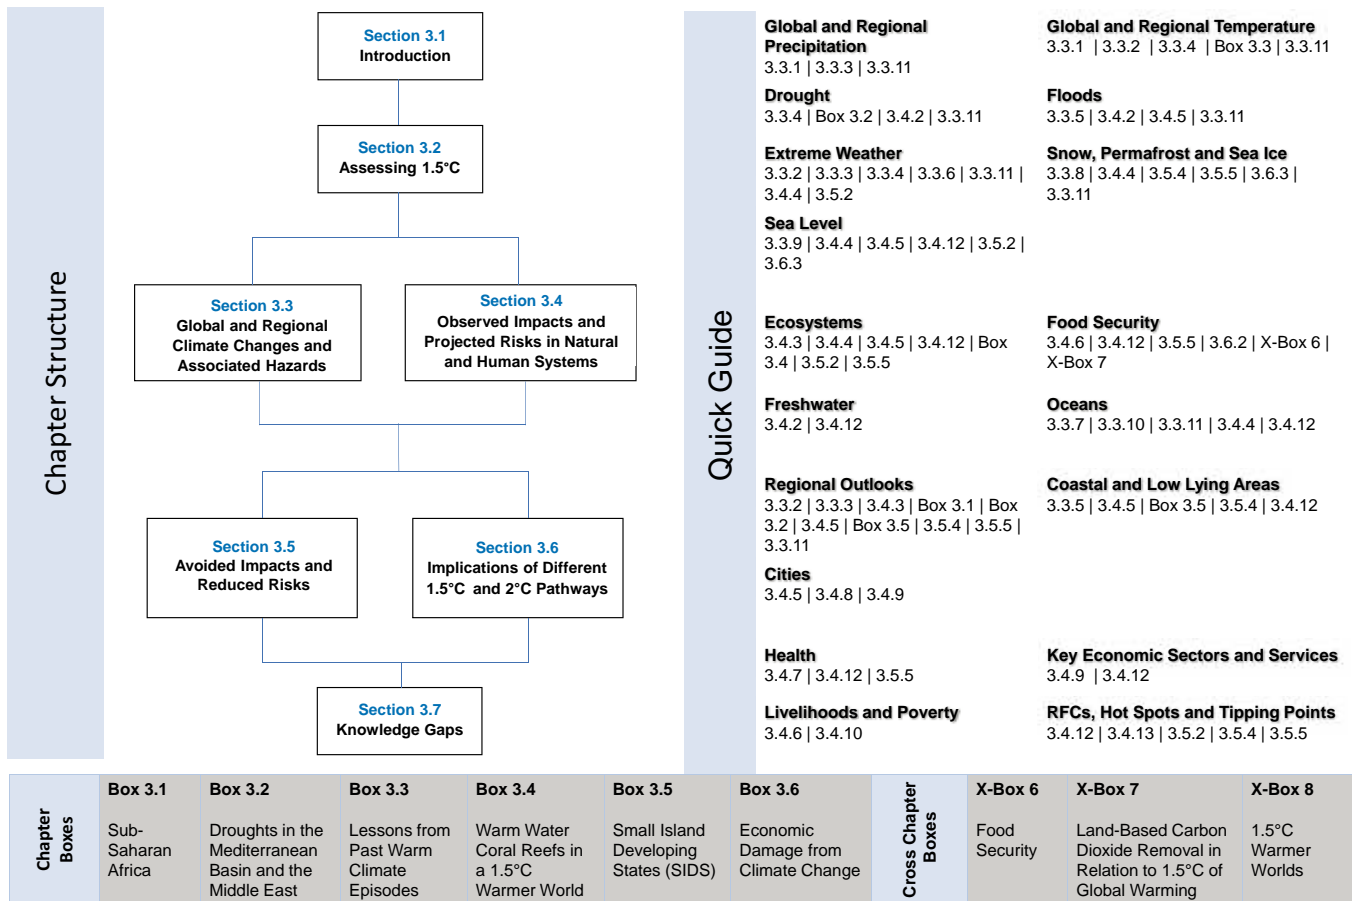 Chapter Structure
Section 3.1
Introduction
Section 3.2
Assessing 1.5°C
Section 3.3
Global and Regional
Climate Changes and
Associated Hazards
Section 3.4
Observed Impacts and
Projected Risks in Natural
and Human Systems
Section 3.5
Avoided Impacts and
Reduced Risks
Section 3.6
Implications of Different
1.5°C and 2°C Pathways
Section 3.7
Knowledge Gaps
Quick Guide
Global and Regional
Precipitation
3.3.1 | 3.3.3 | 3.3.11
Global and Regional Temperature
3.3.1 | 3.3.2 | 3.3.4 | Box 3.3 | 3.3.11
Drought
3.3.4 | Box 3.2 | 3.4.2 | 3.3.11
Floods
3.3.5 | 3.4.2 | 3.4.5 | 3.3.11
Extreme Weather
3.3.2 | 3.3.3 | 3.3.4 | 3.3.6 | 3.3.11 |
3.4.4 | 3.5.2
Snow, Permafrost and Sea Ice
3.3.8 | 3.4.4 | 3.5.4 | 3.5.5 | 3.6.3 |
3.3.11
Sea Level
3.3.9 | 3.4.4 | 3.4.5 | 3.4.12 | 3.5.2 |
3.6.3
Ecosystems
3.4.3 | 3.4.4 | 3.4.5 | 3.4.12 | Box
3.4 | 3.5.2 | 3.5.5
Food Security
3.4.6 | 3.4.12 | 3.5.5 | 3.6.2 | X-Box 6 |
X-Box 7
Freshwater
3.4.2 | 3.4.12
Oceans
3.3.7 | 3.3.10 | 3.3.11 | 3.4.4 | 3.4.12
Regional Outlooks
3.3.2 | 3.3.3 | 3.4.3 | Box 3.1 | Box
3.2 | 3.4.5 | Box 3.5 | 3.5.4 | 3.5.5 |
3.3.11
Coastal and Low Lying Areas
3.3.5 | 3.4.5 | Box 3.5 | 3.5.4 | 3.4.12
Cities
3.4.5 | 3.4.8 | 3.4.9
Health
3.4.7 | 3.4.12 | 3.5.5
Key Economic Sectors and Services
3.4.9 | 3.4.12
Livelihoods and Poverty
3.4.6 | 3.4.10
RFCs, Hot Spots and Tipping Points
3.4.12 | 3.4.13 | 3.5.2 | 3.5.4 | 3.5.5
Chapter
Boxes
Box 3.1
Sub-
Saharan
Africa
Box 3.2
Droughts in the
Mediterranean
Basin and the
Middle East
Box 3.3
Lessons from
Past Warm
Climate
Episodes
Box 3.4
Warm Water
Coral Reefs in
a 1.5°C
Warmer World
Box 3.5
Small Island
Developing
States (SIDS)
Box 3.6
Economic
Damage from
Climate Change
Cross Chapter
Boxes
X-Box 6
Food
Security
X-Box 7
Land-Based Carbon
Dioxide Removal in
Relation to 1.5°C of
Global Warming
X-Box 8
1.5°C
Warmer
Worlds